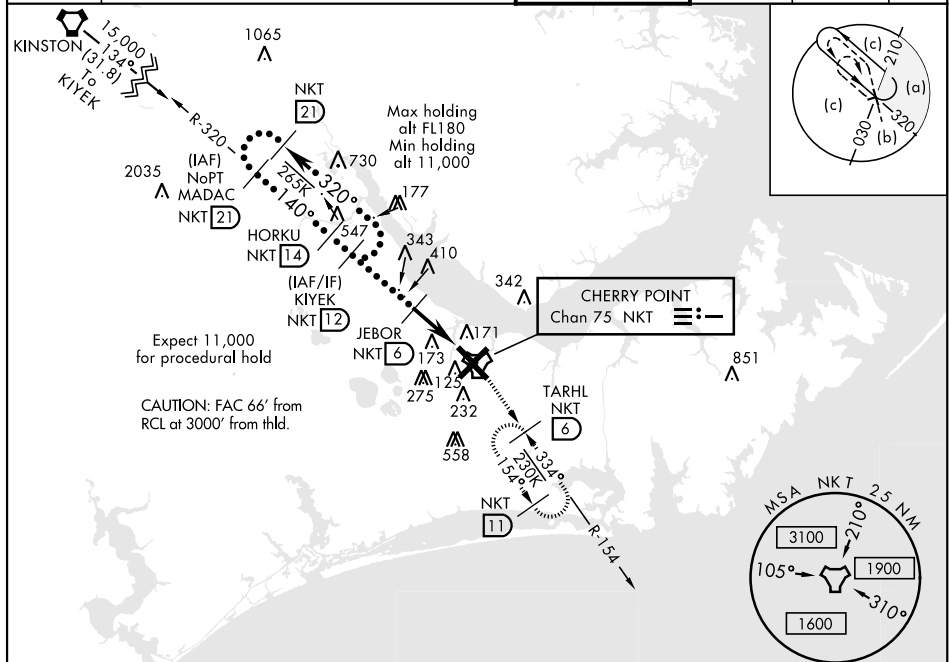 KINSTON
15,000
134°
(31.8)
To
KIYEK
1065
NKT
21
Max holding
alt FL180
Min holding
alt 11,000
R-320
(IAF)
NoPT
MADAC
NKT 21
2035
730
265K
320°
140°
177
547
HORKU
NKT 14
343
410
(IAF/IF)
KIYEK
NKT 12
342
CHERRY POINT
Chan 75 NKT
JEBOR
NKT 6
171
173
275
125
232
558
851
Expect 11,000
for procedural hold
CAUTION: FAC 66’ from
RCL at 3000’ from thld.
TARHL
NKT
6
334°
230K
154°
NKT
11
R-154
(c)
210
(a)
(c)
320
030
(b)
MSA NKT 25 NM
3100
210°
105°
1900
310°
1600